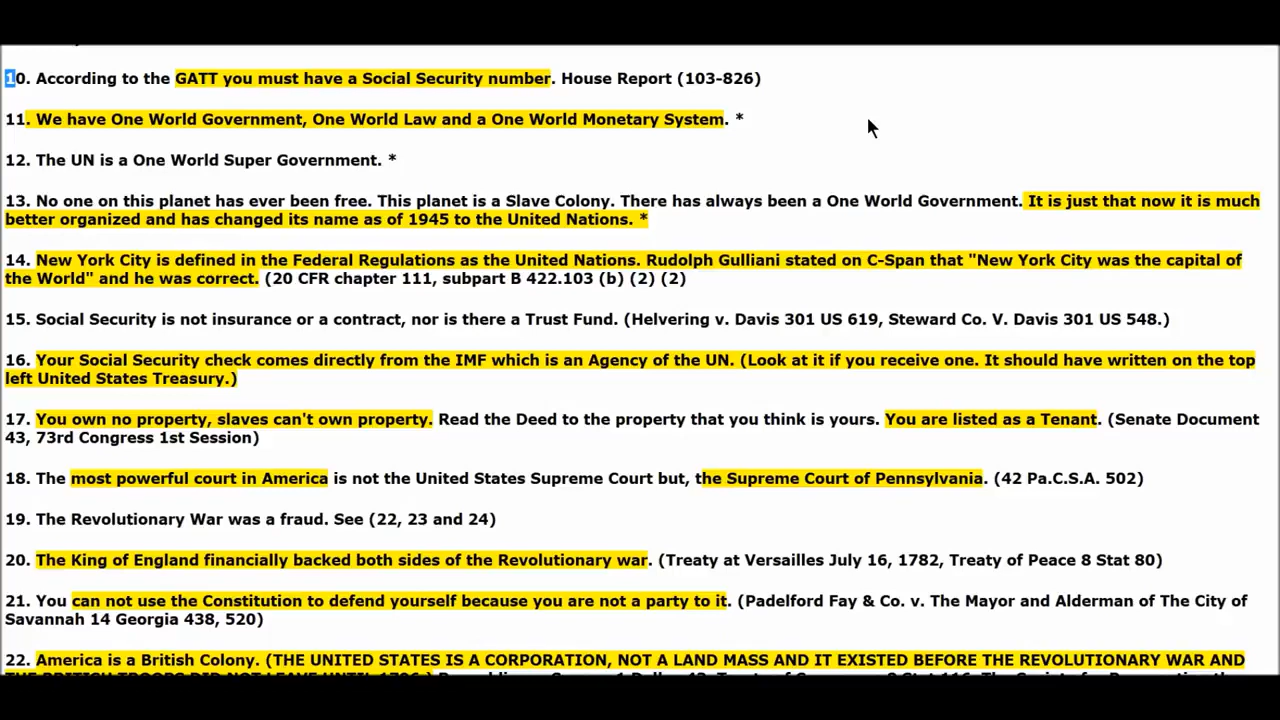 10. According to the GATT you must have a Social Security number. House Report (103-826)
11. We have One World Government, One World Law and a One World Monetary System. *
12. The UN is a One World Super Government. *
13. No one on this planet has ever been free. This planet is a Slave Colony. There has always been a One World Government. It is just that now it is much
better organized and has changed its name as of 1945 to the United Nations. *
14. New York City is defined in the Federal Regulations as the United Nations. Rudolph Gulliani stated on C-Span that "New York City was the capital of
the World" and he was correct. (20 CFR chapter 111, subpart B 422.103 (b) (2) (2)
15. Social Security is not insurance or a contract, nor is there a Trust Fund. (Helvering v. Davis 301 US 619, Steward Co. V. Davis 301 US 548.)
16. Your Social Security check comes directly from the IMF which is an Agency of the UN. (Look at it if you receive one. It should have written on the top
left United States Treasury.)
17. You own no property, slaves can't own property. Read the Deed to the property that you think is yours. You are listed as a Tenant. (Senate Document
43, 73rd Congress 1st Session)
18. The most powerful court in America is not the United States Supreme Court but, the Supreme Court of Pennsylvania. (42 Pa.C.S.A. 502)
19. The Revolutionary War was a fraud. See (22, 23 and 24)
20. The King of England financially backed both sides of the Revolutionary war. (Treaty at Versailles July 16, 1782, Treaty of Peace 8 Stat 80)
21. You can not use the Constitution to defend yourself because you are not a party to it. (Padelford Fay & Co. v. The Mayor and Alderman of The City of
Savannah 14 Georgia 438, 520)
22. America is a British Colony. (THE UNITED STATES IS A CORPORATION, NOT A LAND MASS AND IT EXISTED BEFORE THE REVOLUTIONARY WAR AND